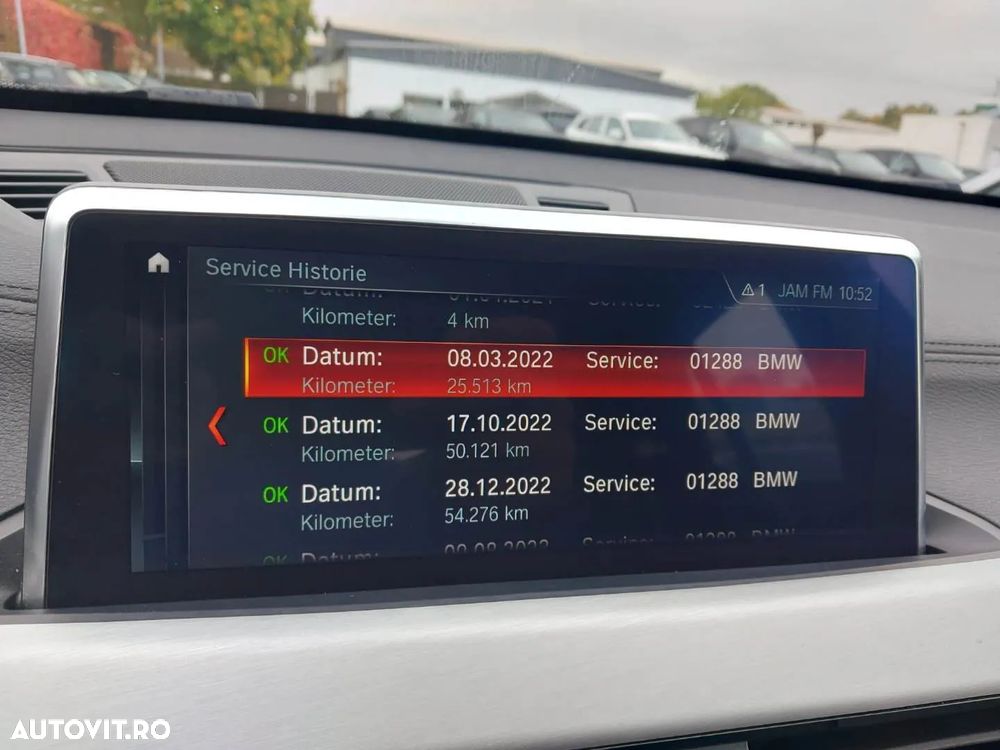 Service Historie
1 JAM FM 10:52
Kilometer: 4 km
OK Datum: 08.03.2022 Service: 01288 BMW
Kilometer: 25.513 km
OK Datum: 17.10.2022 Service: 01288 BMW
Kilometer: 50.121 km
OK Datum: 28.12.2022 Service: 01288 BMW
Kilometer: 54.276 km
OK Datum:
AUTOVIT.RO